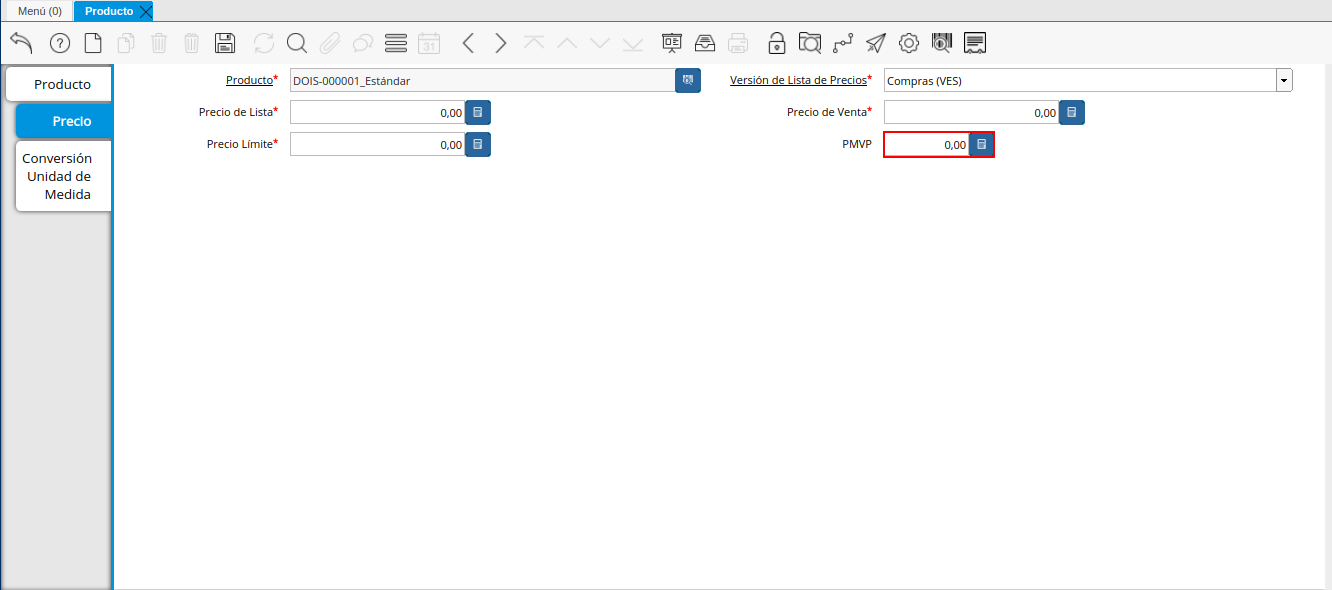 Menú (0)
Producto
31
Producto
Precio
Conversión
Unidad de
Medida
Producto* DOIS-000001_Estándar
Versión de Lista de Precios* Compras (VES)
Precio de Lista* 0,00
Precio de Venta* 0,00
Precio Límite* 0,00
PMVP 0,00